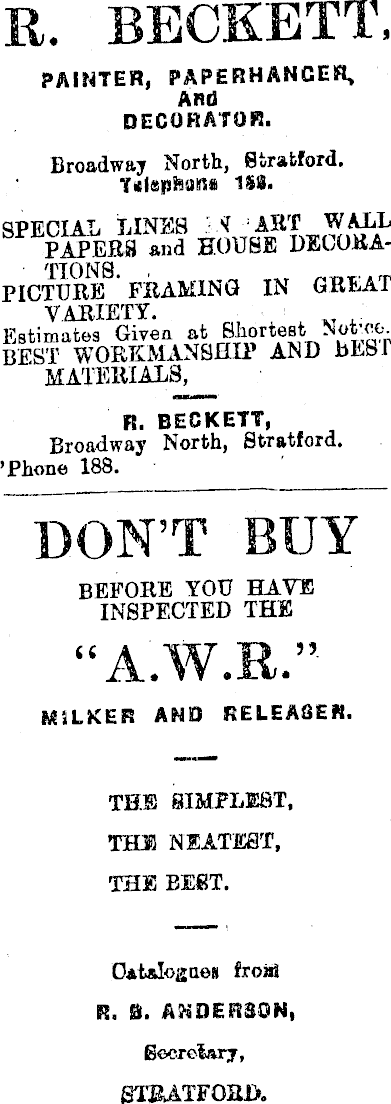 R. BECKETT,
PAINTER, PAPERHANGER,
And
DECORATOR.
Broadway North, Stratford.
Telephone 188.
SPECIAL LINES IN ART WALL
PAPERS and HOUSE DECORA-
TIONS.
PICTURE FRAMING IN GREAT
VARIETY.
Estimates Given at Shortest Notice.
BEST WORKMANSHIP AND BEST
MATERIALS,
R. BECKETT,
Broadway North, Stratford.
'Phone 188.
DON'T BUY
BEFORE YOU HAVE
INSPECTED THE
"A.W.R."
MILKER AND RELEASER.
THE SIMPLEST,
THE NEATEST,
THE BEST.
Catalogues from
R. B. ANDERSON,
Secretary,
STRATFORD.